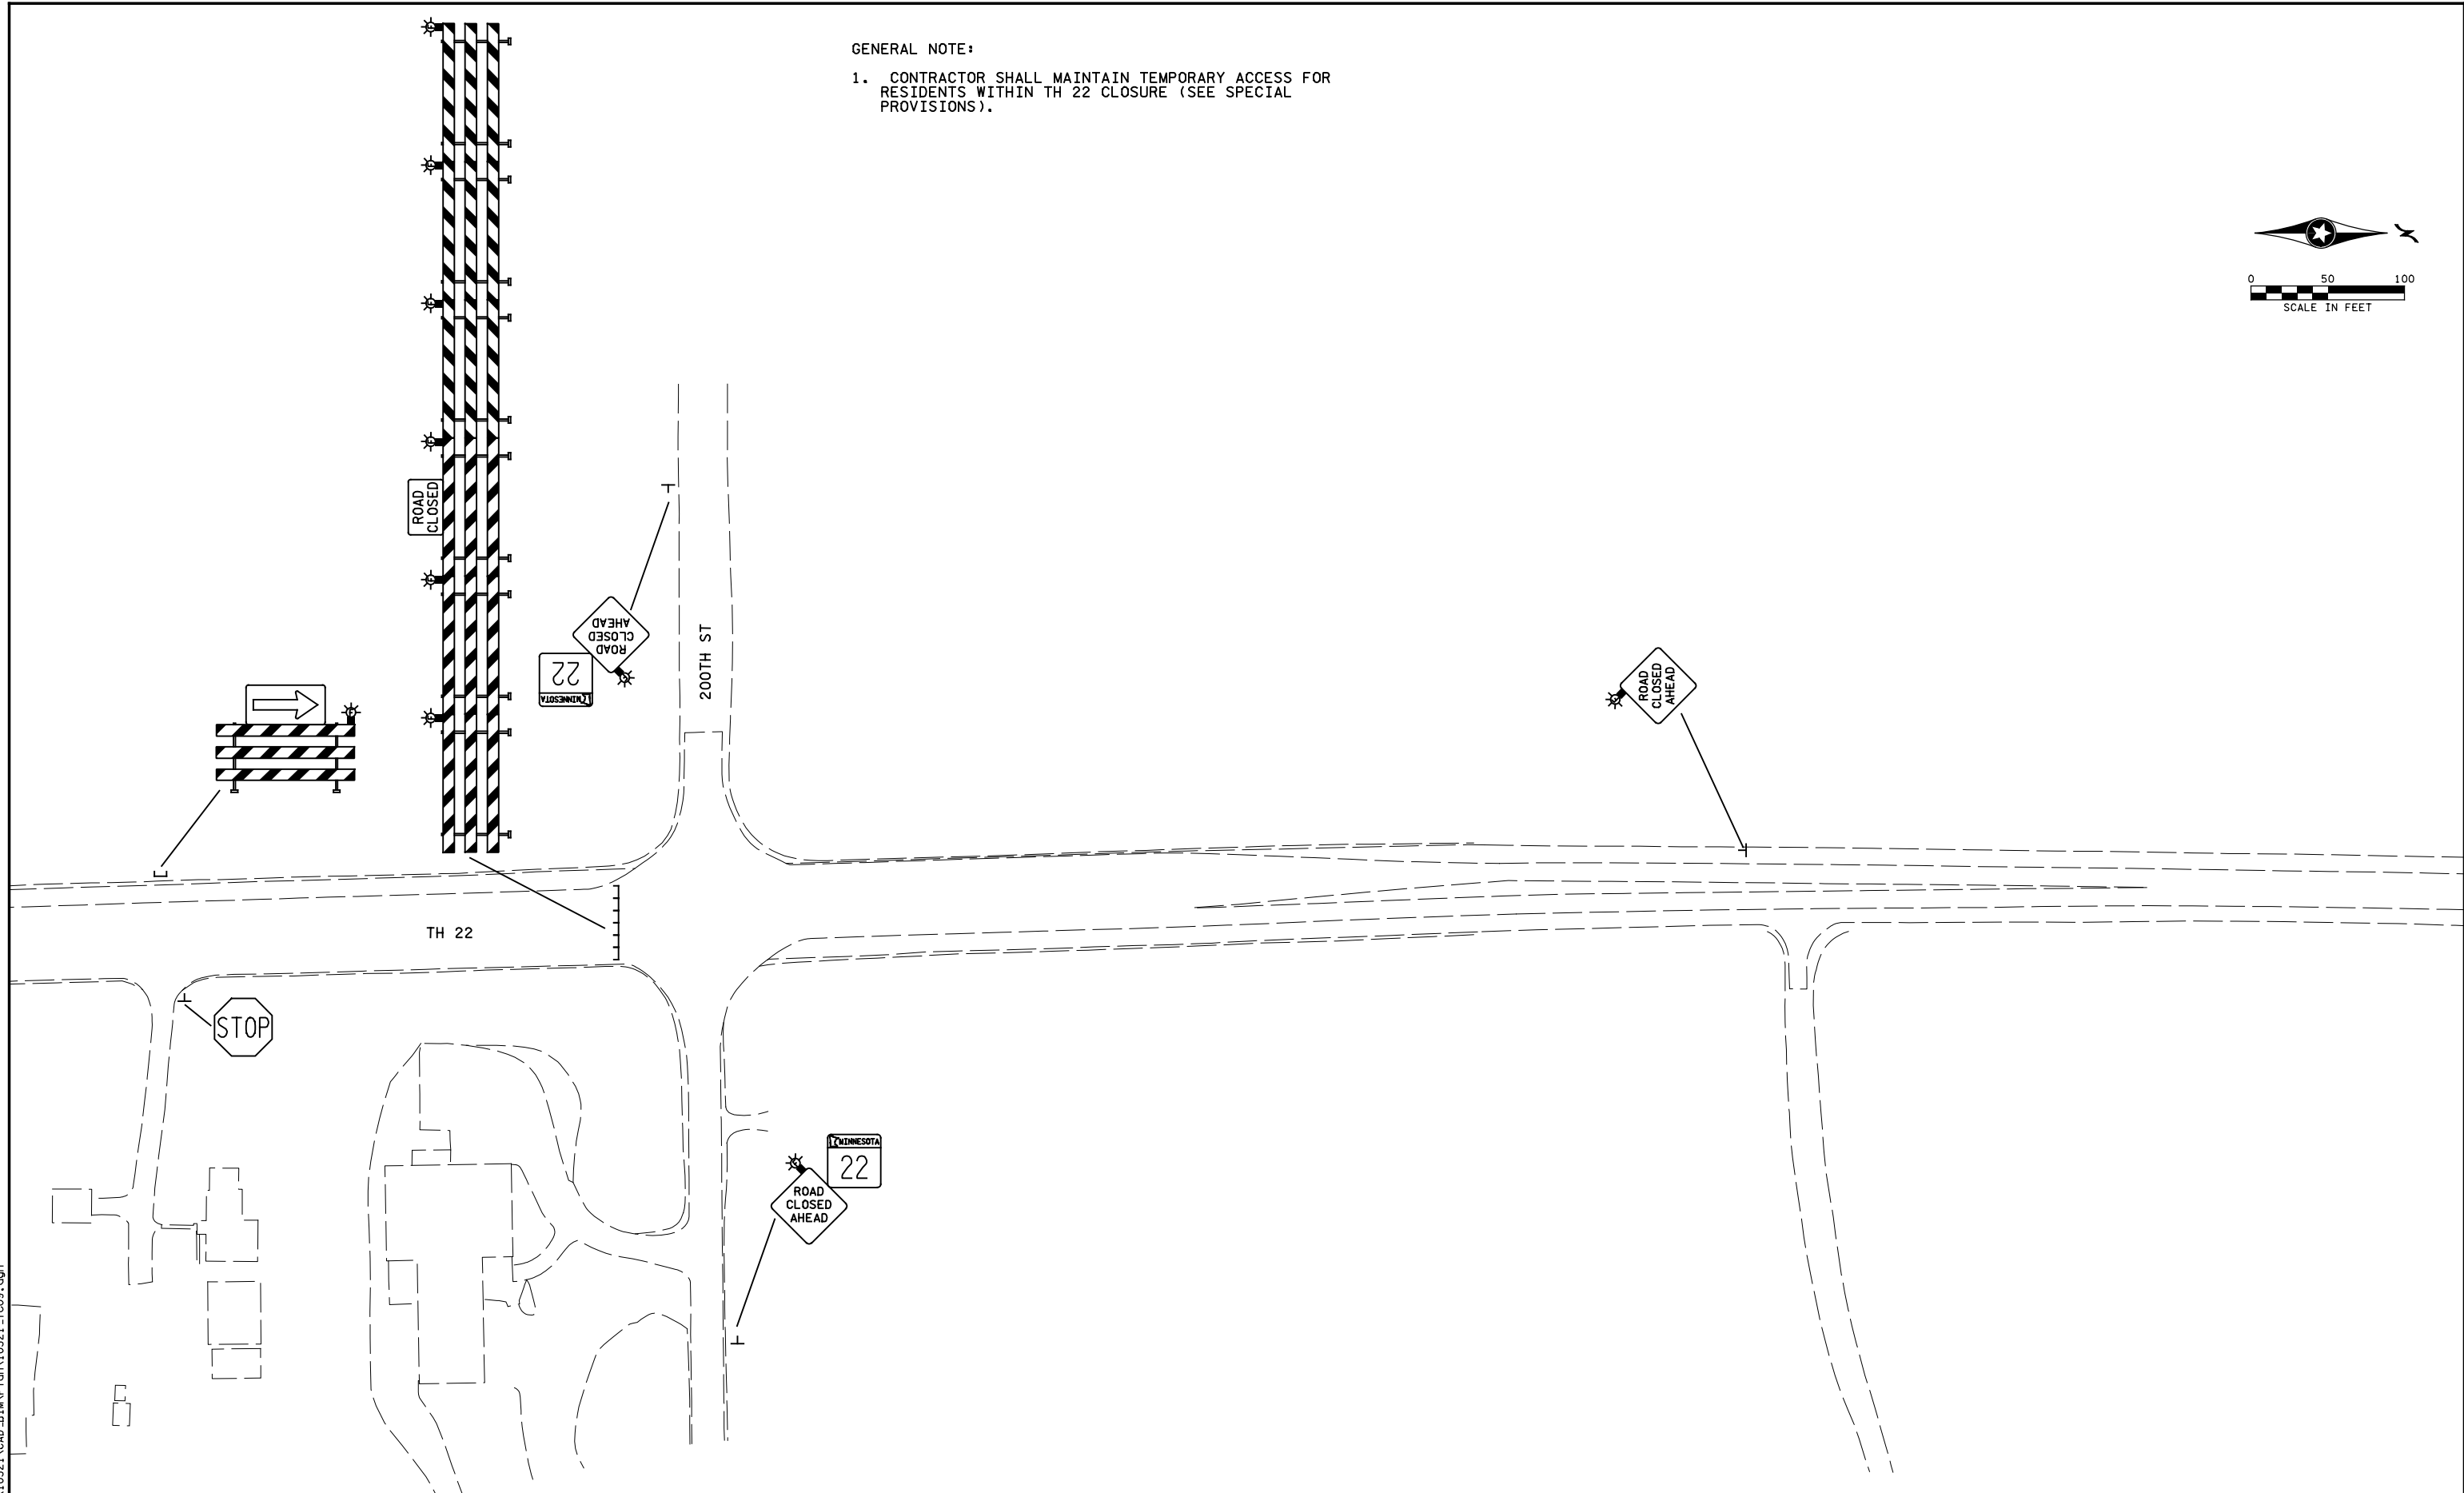 GENERAL NOTE:
1. CONTRACTOR SHALL MAINTAIN TEMPORARY ACCESS FOR
RESIDENTS WITHIN TH 22 CLOSURE (SEE SPECIAL
PROVISIONS).
Z
0 50 100
SCALE IN FEET
ROAD
CLOSED
ROAD
CLOSED
AHEAD
MINNESOTA
22
200TH ST
ROAD
CLOSED
AHEAD
TH 22
STOP
MINNESOTA
22
ROAD
CLOSED
AHEAD